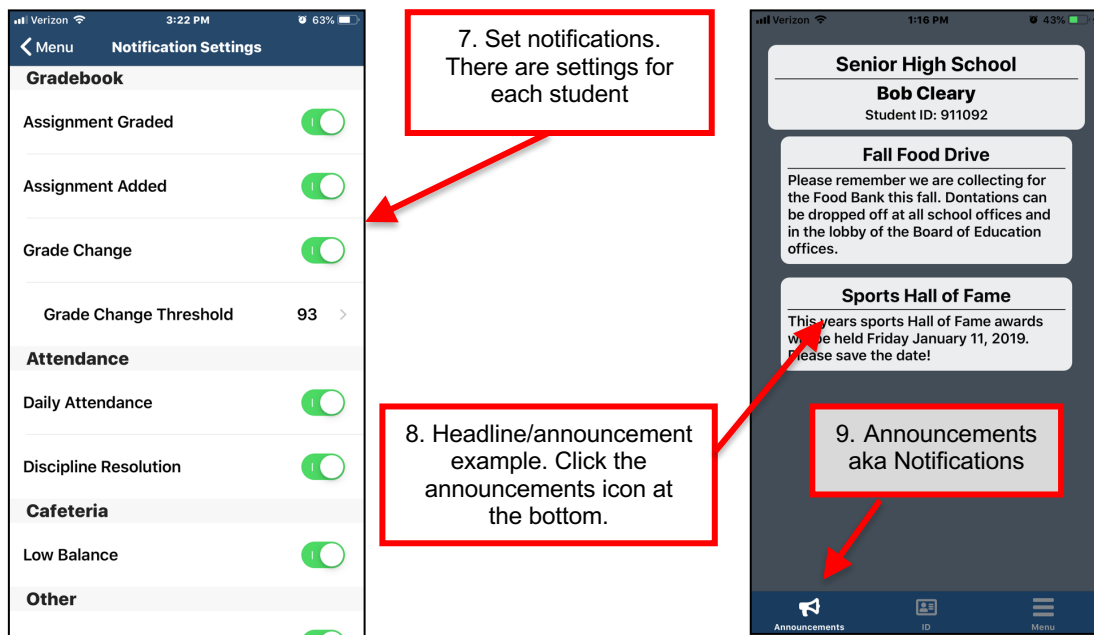 Verizon 3:22 PM 63%
Menu Notification Settings
Gradebook
Assignment Graded
Assignment Added
Grade Change
Grade Change Threshold 93
Attendance
Daily Attendance
Discipline Resolution
Cafeteria
Low Balance
Other
7. Set notifications.
There are settings for
each student
8. Headline/announcement
example. Click the
announcements icon at
the bottom.
Verizon 1:16 PM 43%
Senior High School
Bob Cleary
Student ID: 911092
Fall Food Drive
Please remember we are collecting for
the Food Bank this fall. Dontations can
be dropped off at all school offices and
in the lobby of the Board of Education
offices.
Sports Hall of Fame
This years sports Hall of Fame awards
be held Friday January 11, 2019.
Please save the date!
9. Announcements
aka Notifications
Announcements ID Menu